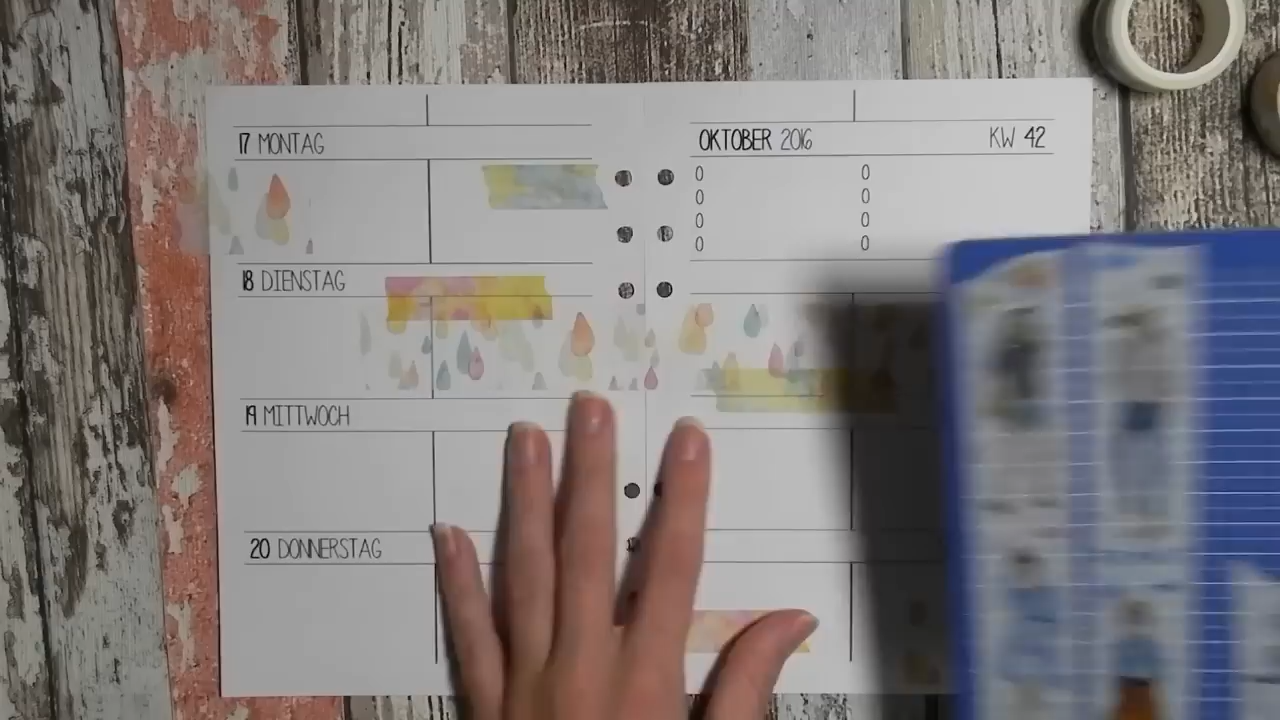 17 MONTAG
18 DIENSTAG
19 MITTWOCH
20 DONNERSTAG
OKTOBER 2016 KW 42
0 0
0 0
0 0
0 0